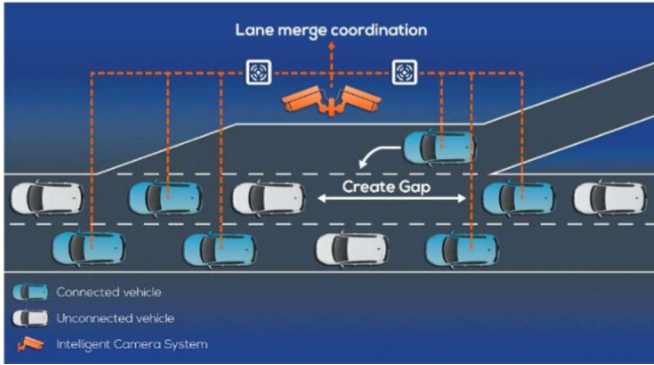 Lane merge coordination
Create Gap
Connected vehicle
Unconnected vehicle
Intelligent Camera System